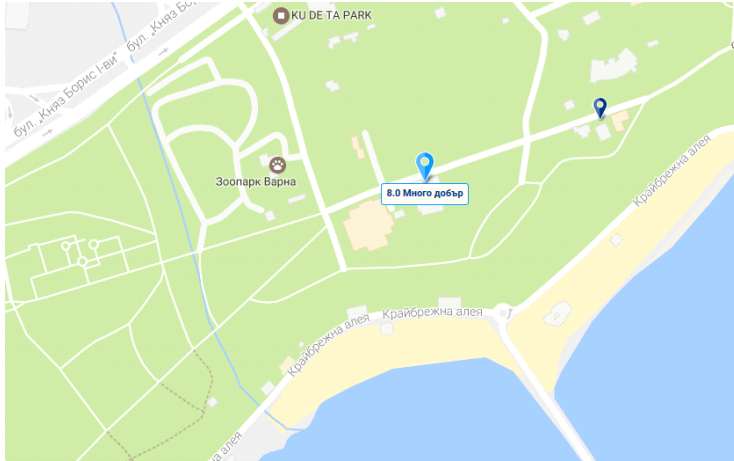 KU DE TA PARK
бул. „Княз Борис I-ви“
бул. „Княз Бор
Зоопарк Варна
8.0 Много добър
Крайбрежна алея
Крайбрежна алея
Крайбрежна алея
на алея